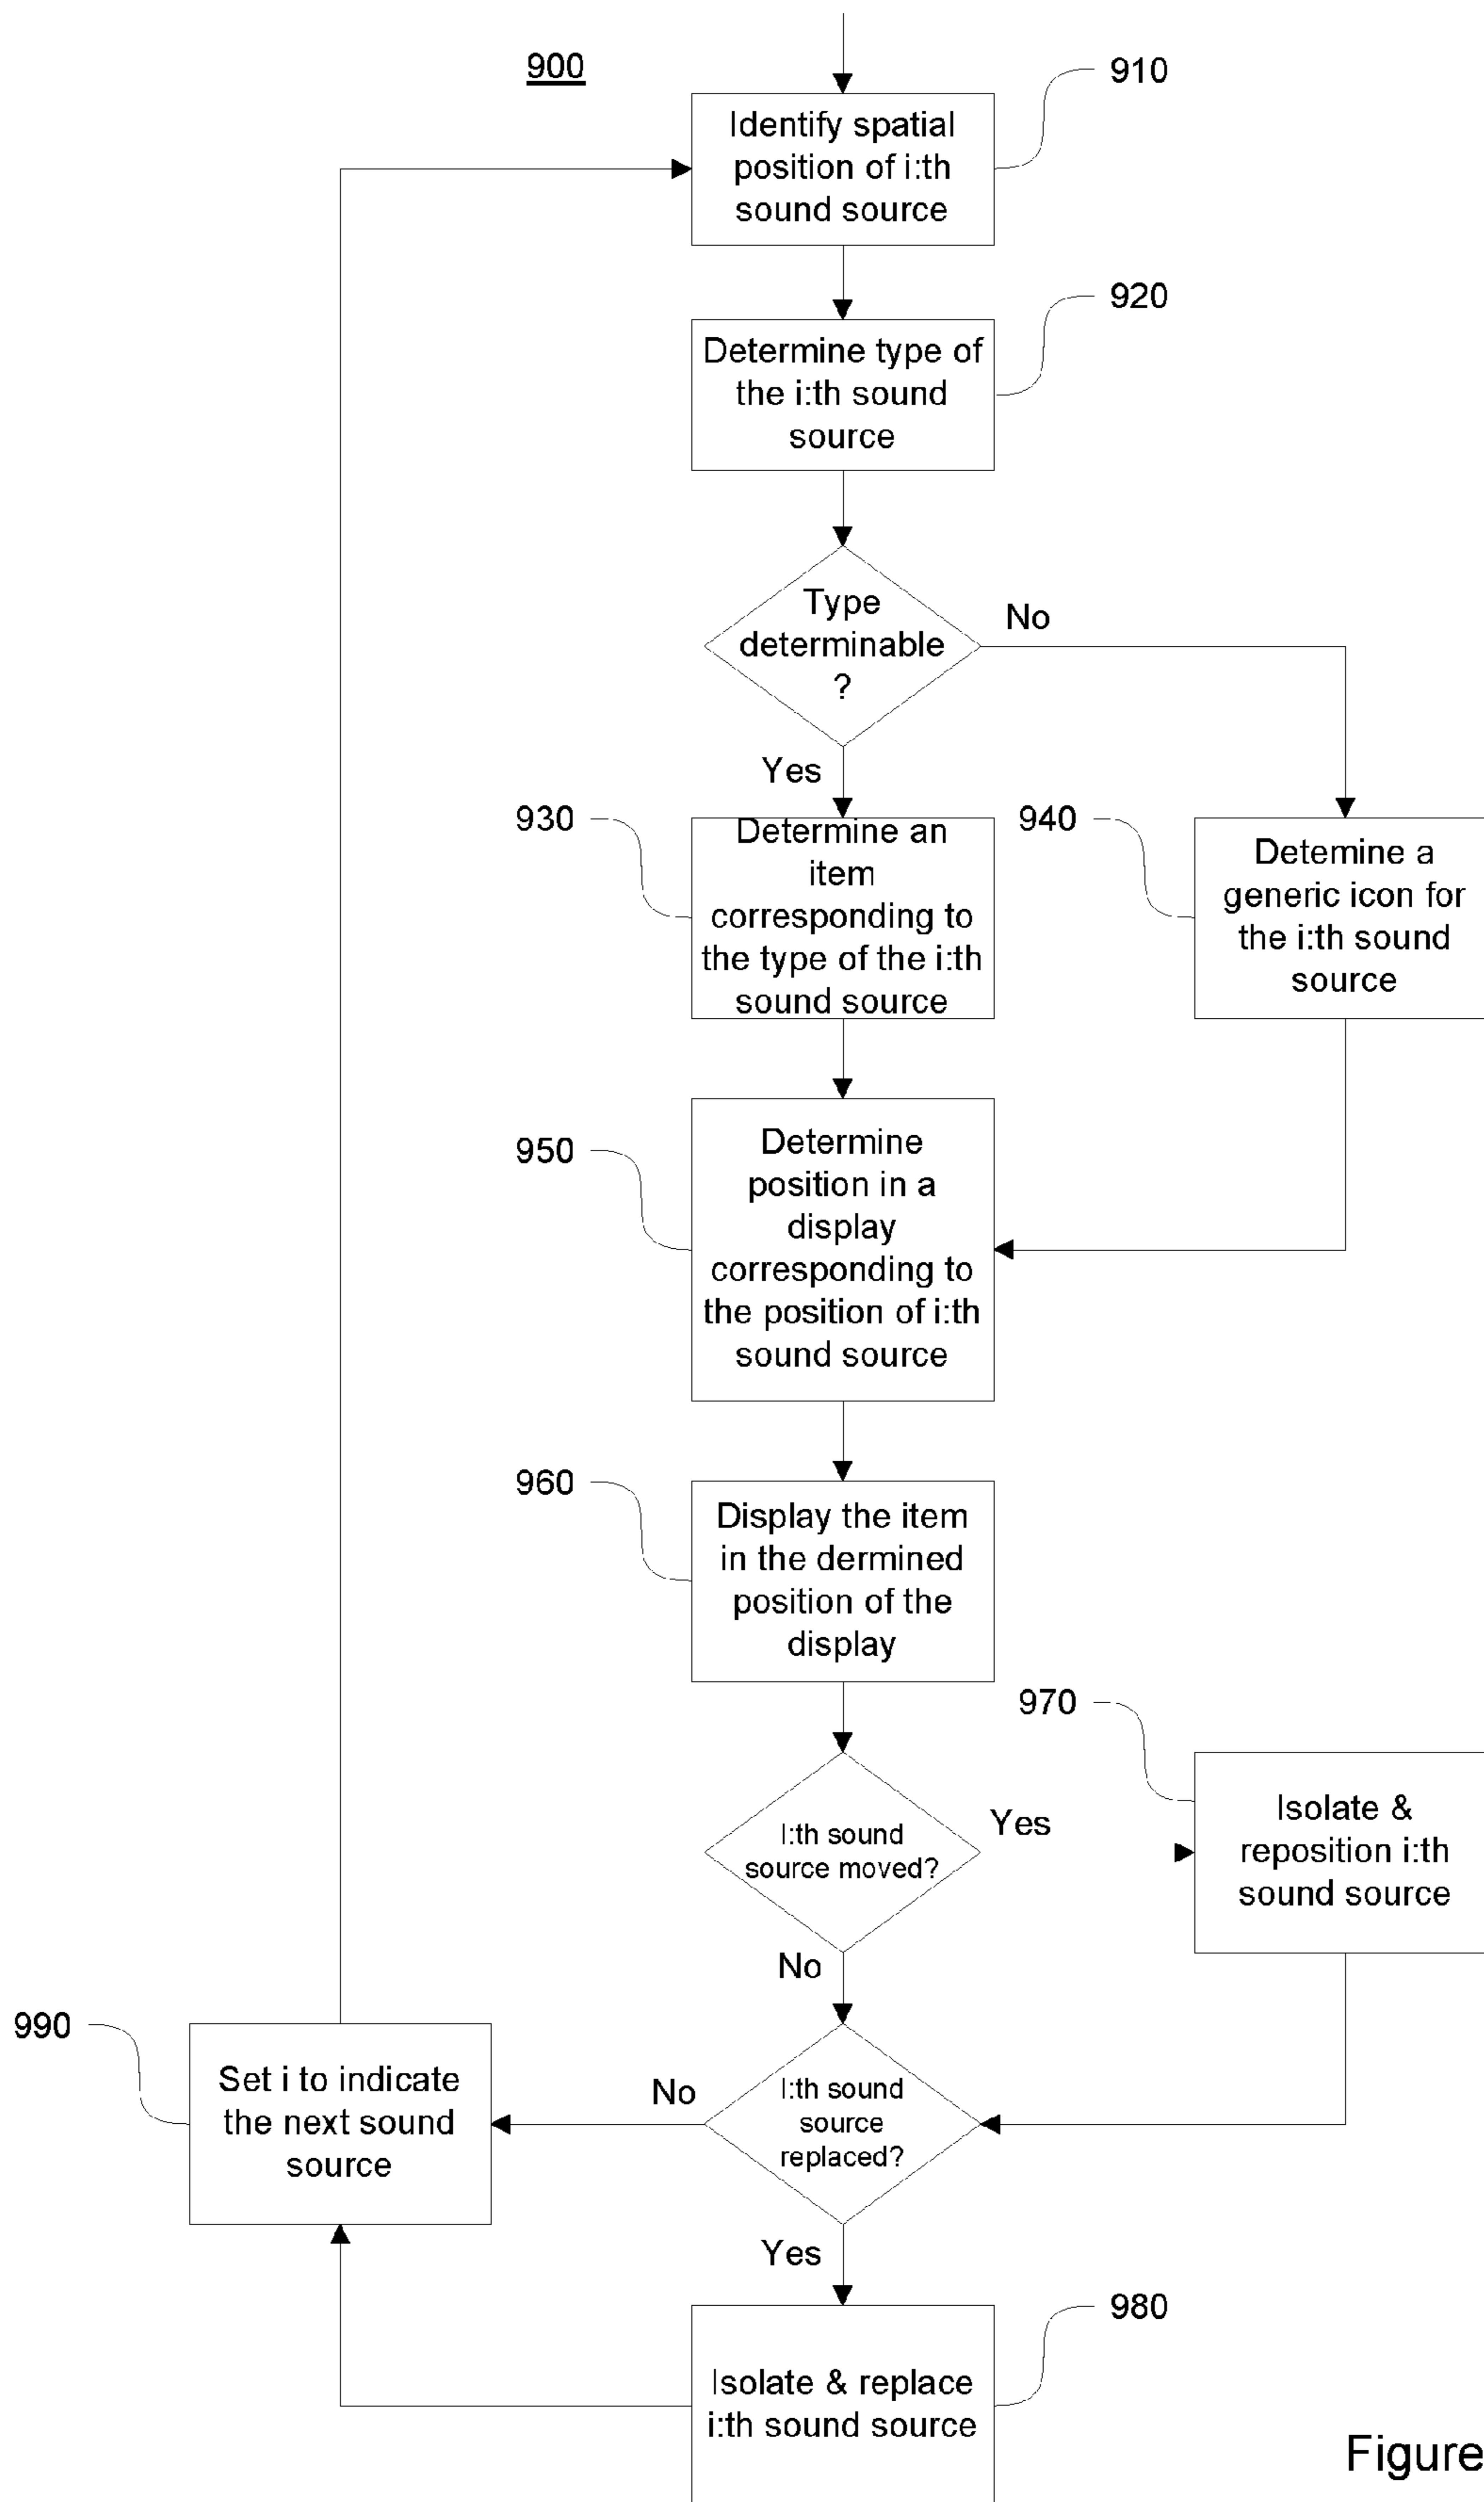 900
910
Identify spatial
position of i:th
sound source
920
Determine type of
the i:th sound
source
Type
determinable
?
No
Yes
930
Determine an
item
corresponding to
the type of the i:th
sound source
940
Detemine a
generic icon for
the i:th sound
source
950
Determine
position in a
display
corresponding to
the position of i:th
sound source
960
Display the item
in the dermined
position of the
display
970
I:th sound
source moved?
Yes
Isolate &
reposition i:th
sound source
No
990
Set i to indicate
the next sound
source
No
I:th sound
source
replaced?
Yes
980
Isolate & replace
i:th sound source
Figure